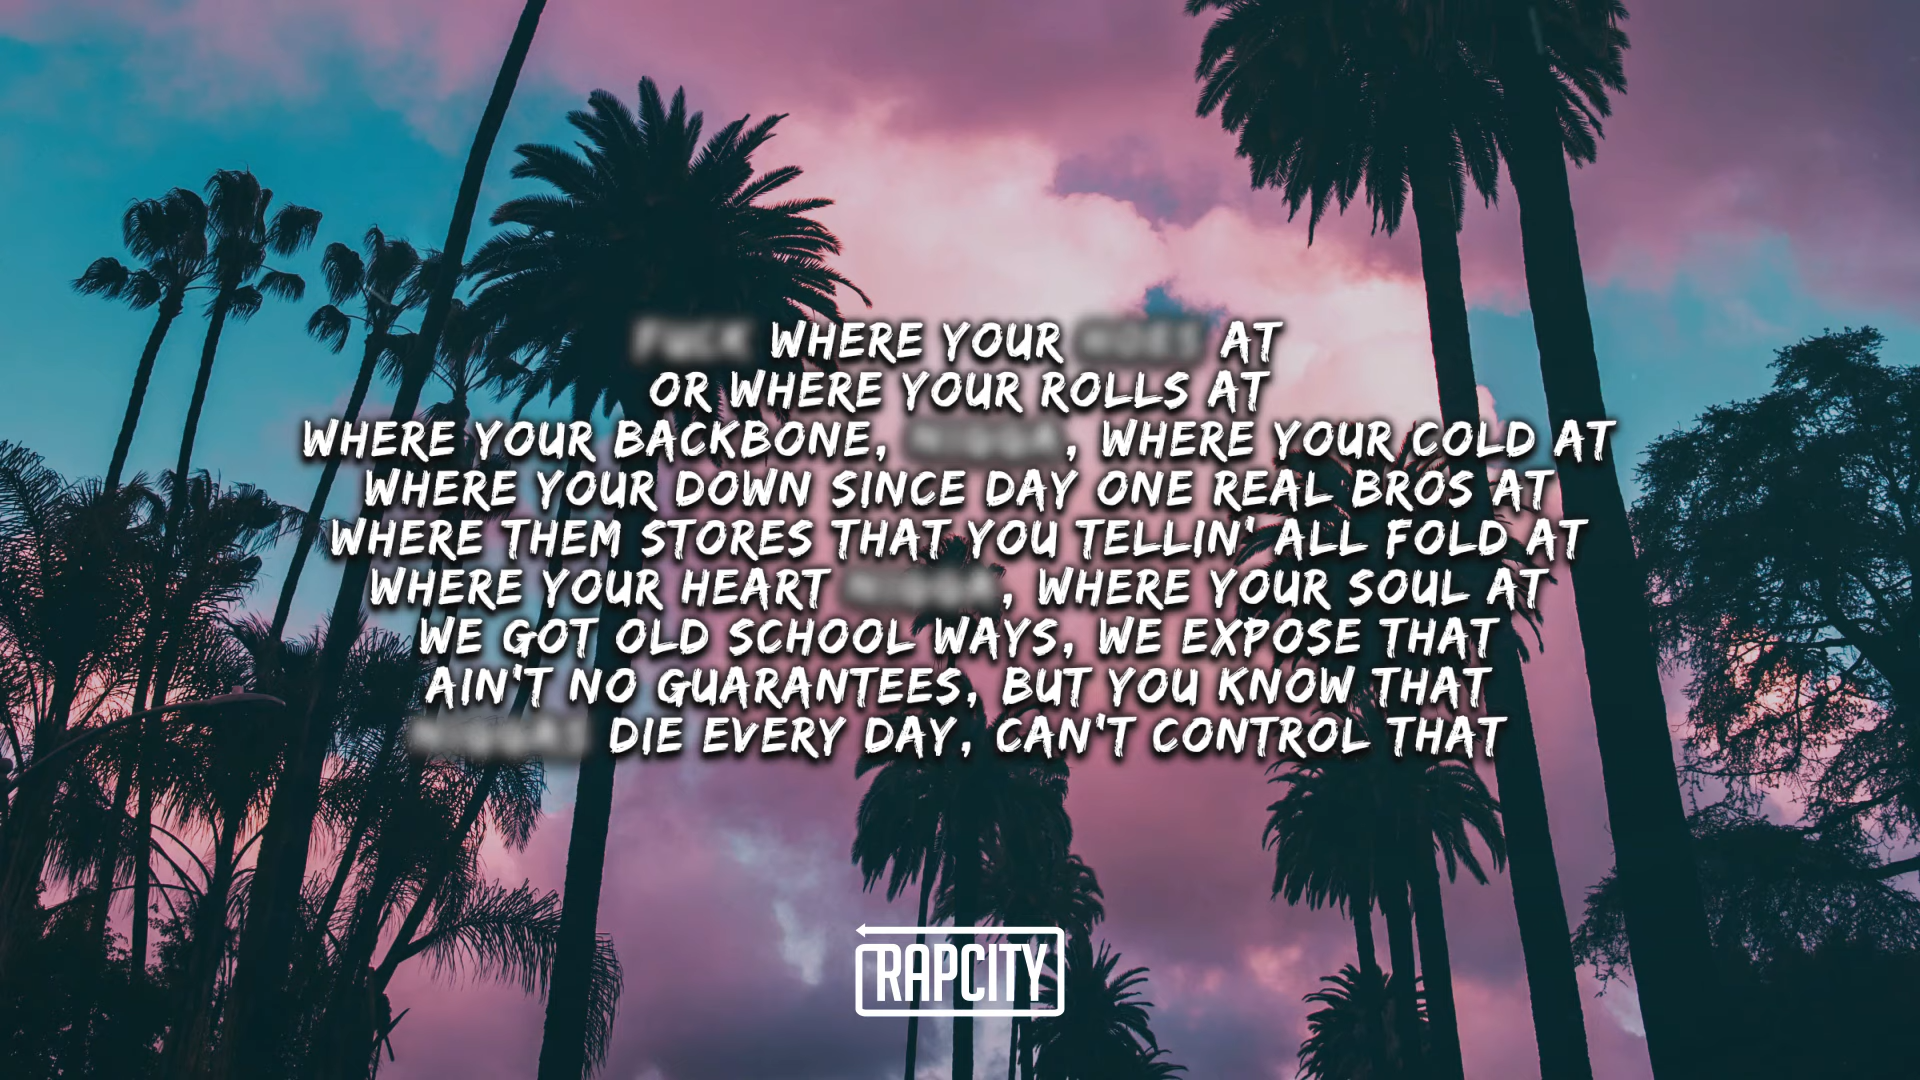 WHERE YOUR AT
OR WHERE YOUR ROLLS AT
WHERE YOUR BACKBONE, , WHERE YOUR COLD AT
WHERE YOUR DOWN SINCE DAY ONE REAL BROS AT
WHERE THEM STORES THAT YOU TELLIN' ALL FOLD AT
WHERE YOUR HEART , WHERE YOUR SOUL AT
WE GOT OLD SCHOOL WAYS, WE EXPOSE THAT
AIN'T NO GUARANTEES, BUT YOU KNOW THAT
DIE EVERY DAY, CAN'T CONTROL THAT
RAPCITY